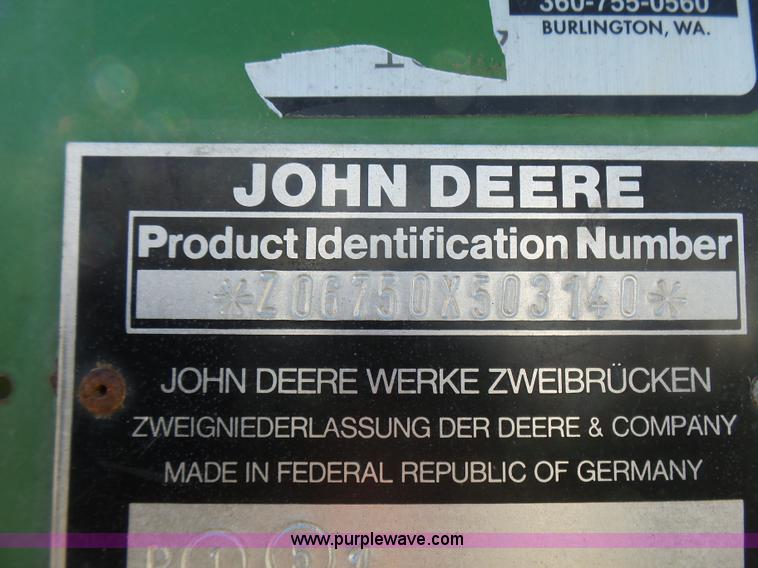 360-755-0560
BURLINGTON, WA.
JOHN DEERE
Product Identification Number
*Z06750X503140*
JOHN DEERE WERKE ZWEIBRÜCKEN
ZWEIGNIEDERLASSUNG DER DEERE & COMPANY
MADE IN FEDERAL REPUBLIC OF GERMANY
www.purplewave.com